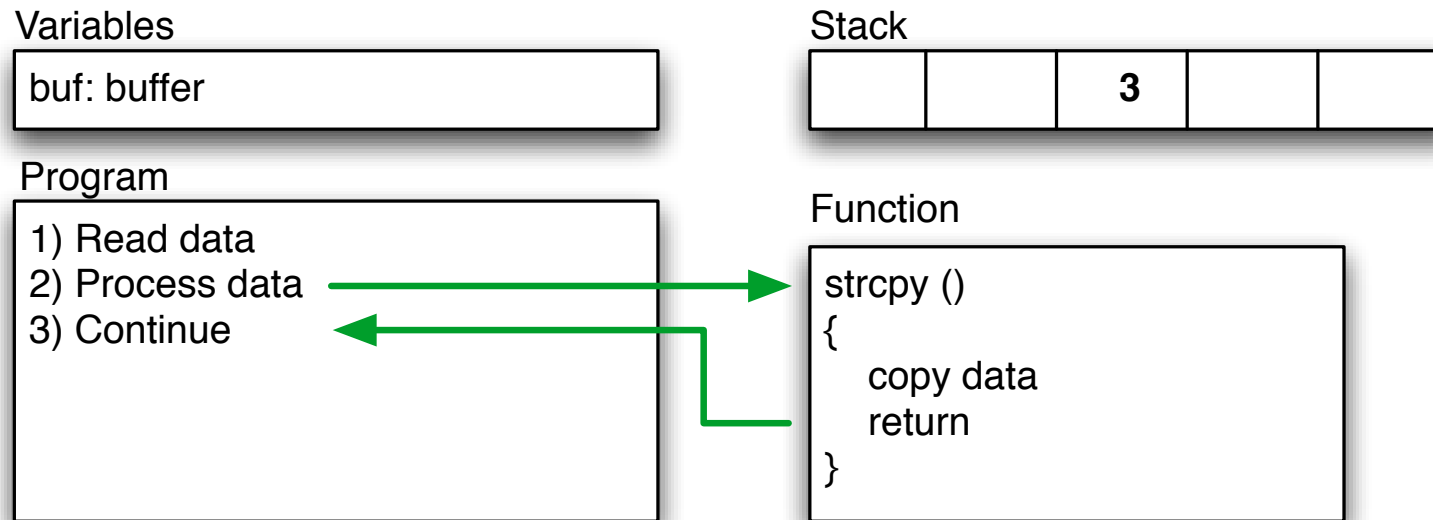 Variables
buf: buffer
Stack
3
Program
1) Read data
2) Process data
3) Continue
Function
strcpy ()
{
copy data
return
}